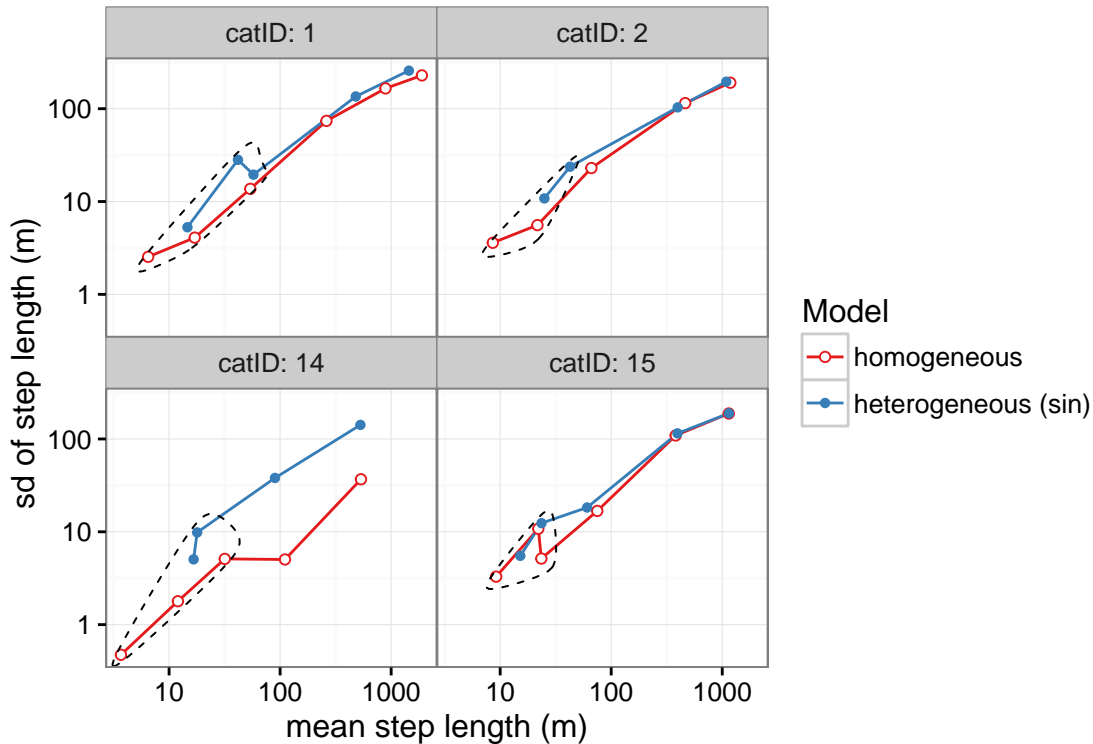 catID: 1
catID: 2
100
10
1
catID: 14
catID: 15
100
10
1
10
100
1000
10
100
1000
mean step length (m)
sd of step length (m)
Model
homogeneous
heterogeneous (sin)